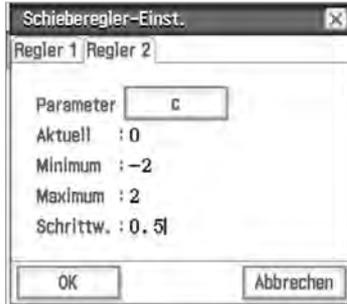 Schieberegler-Einst.
Regler 1 Regler 2
Parameter c
Aktuell :0
Minimum :-2
Maximum :2
Schrittw. :0.5
OK Abbrechen